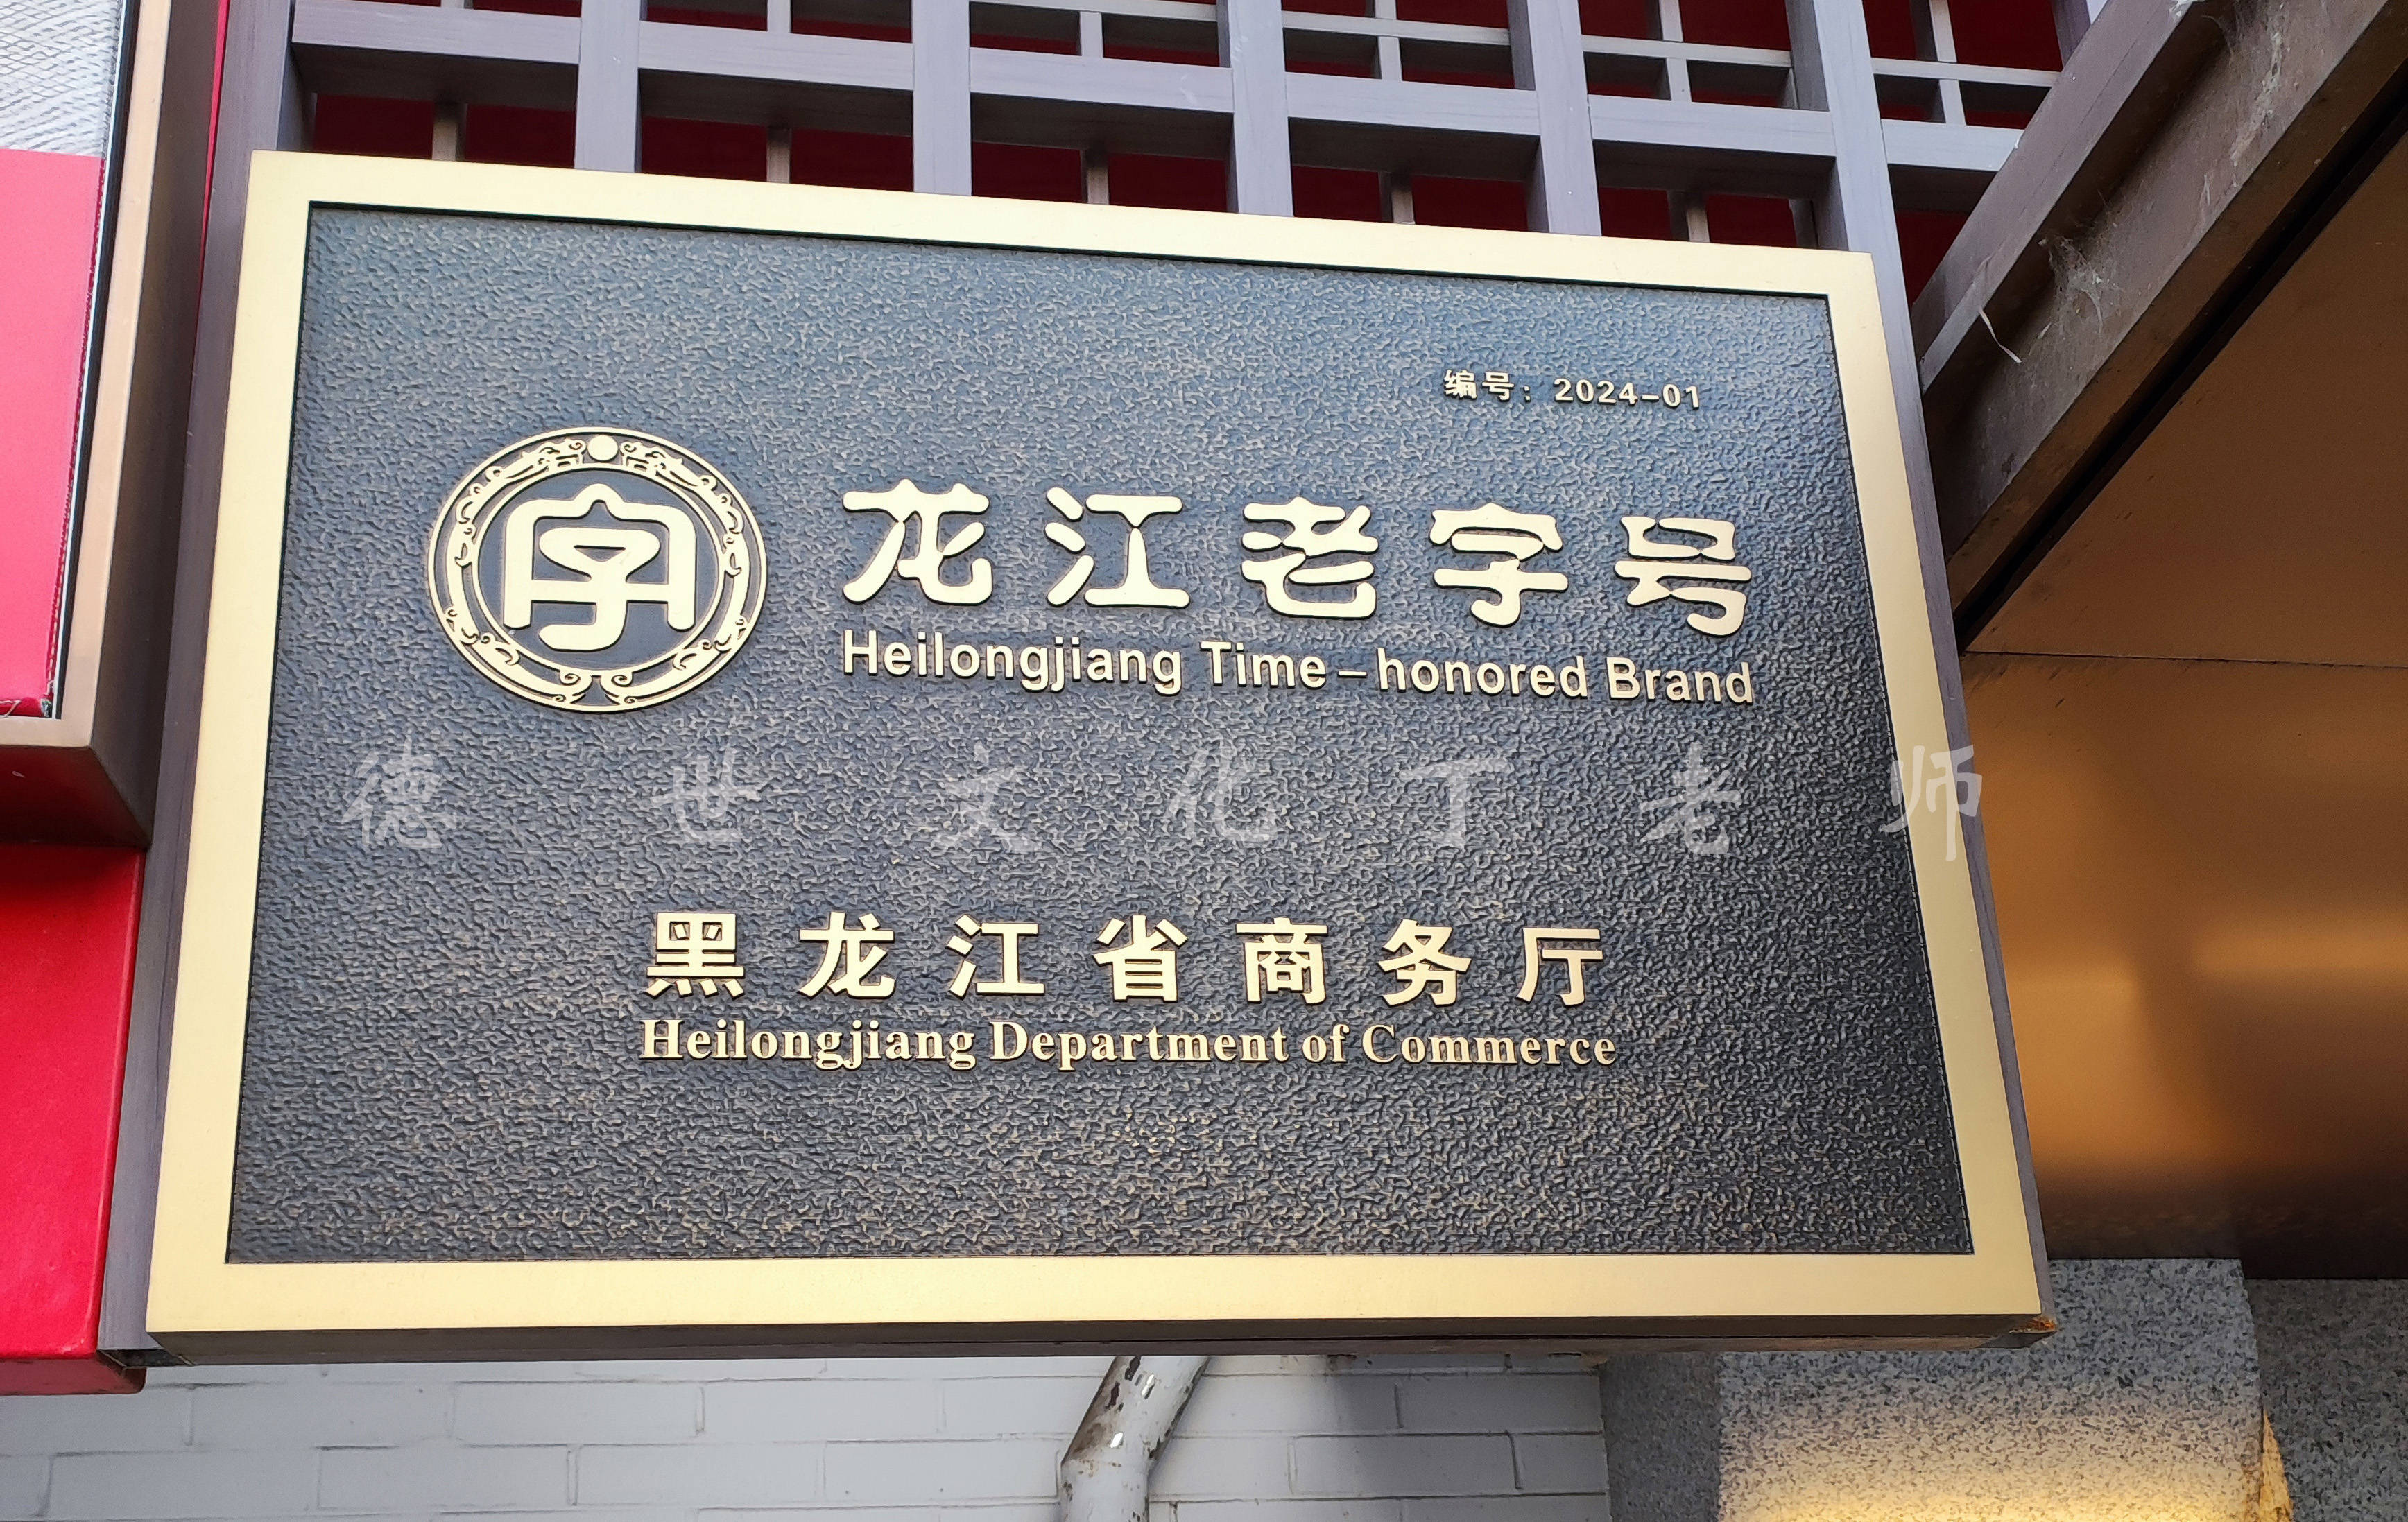 编号：2024-01
字
龙江老字号
Heilongjiang Time-honored Brand
德世文化丁老师
黑龙江省商务厅
Heilongjiang Department of Commerce